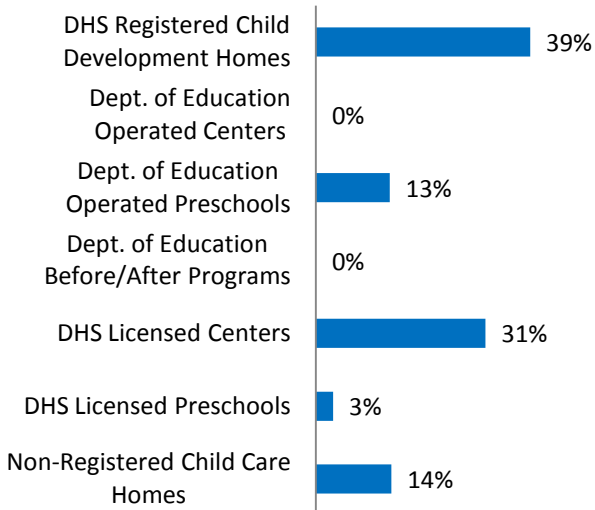 DHS Registered Child
Development Homes
39%
Dept. of Education
Operated Centers
0%
Dept. of Education
Operated Preschools
13%
Dept. of Education
Before/After Programs
0%
DHS Licensed Centers
31%
DHS Licensed Preschools
3%
Non-Registered Child Care
Homes
14%